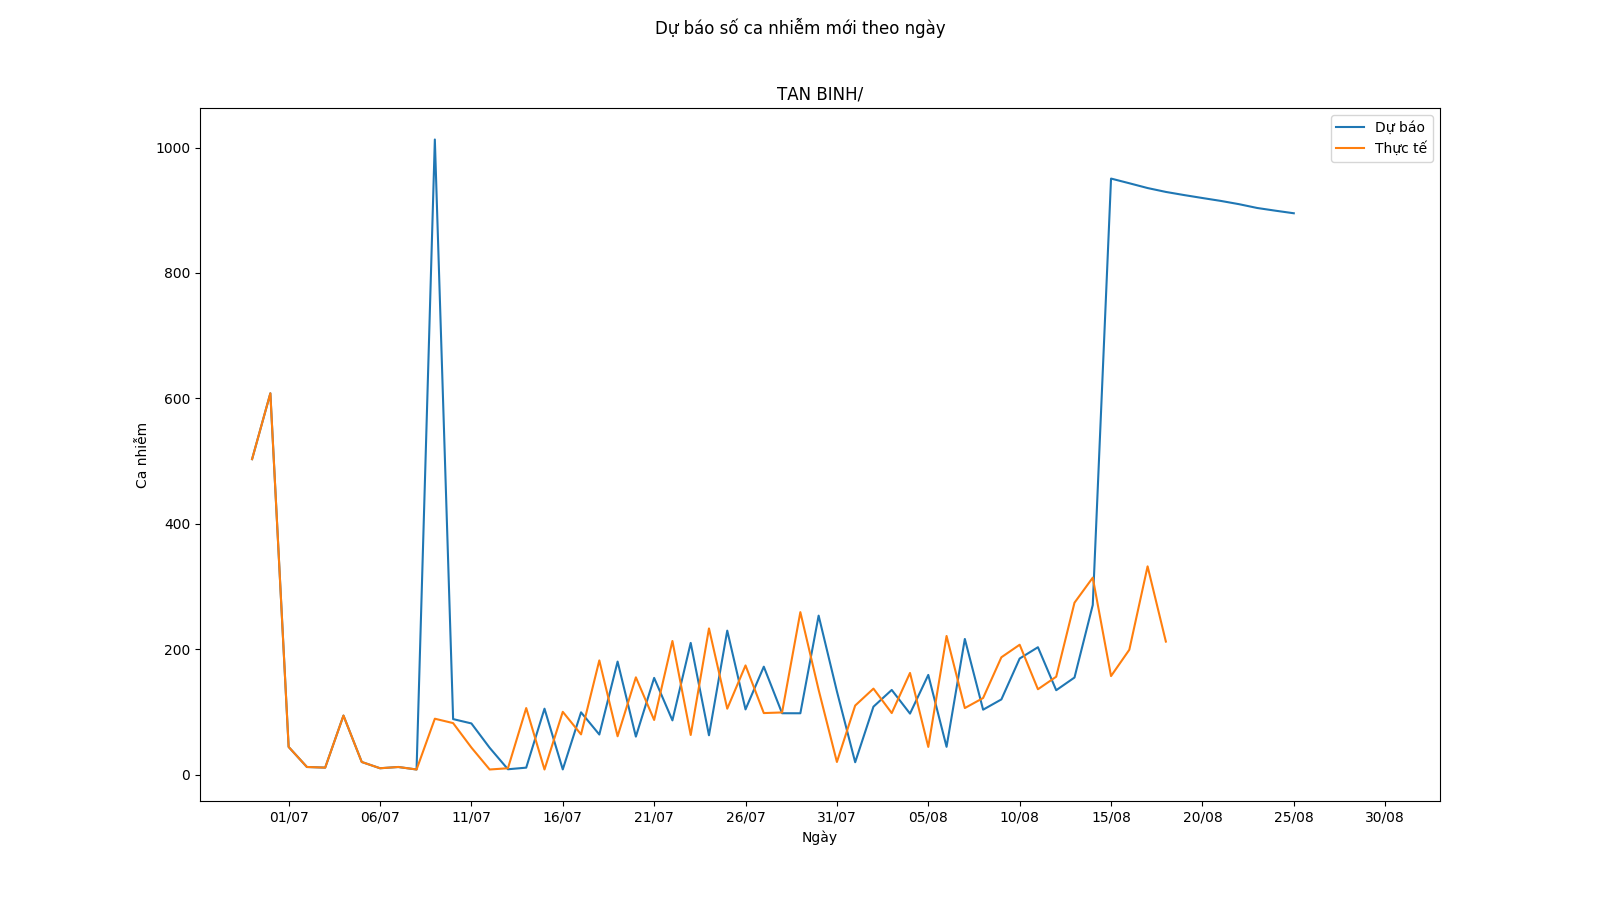 Dự báo số ca nhiễm mới theo ngày
TAN BINH/
Dự báo
Thực tế
1000
800
600
400
200
0
Ca nhiễm
01/07 06/07 11/07 16/07 21/07 26/07 31/07 05/08 10/08 15/08 20/08 25/08 30/08
Ngày